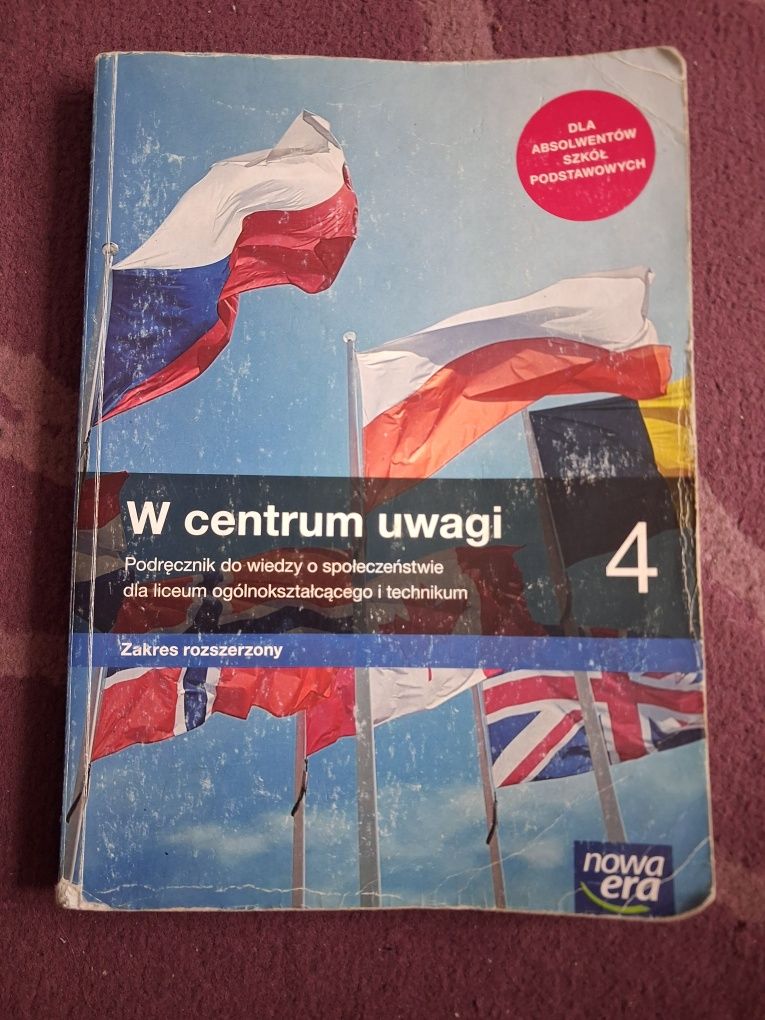 DLA
ABSOLWENTÓW
SZKÓŁ
PODSTAWOWYCH
W centrum uwagi
4
Podręcznik do wiedzy o społeczeństwie
dla liceum ogólnokształcącego i technikum
Zakres rozszerzony
nowa
era